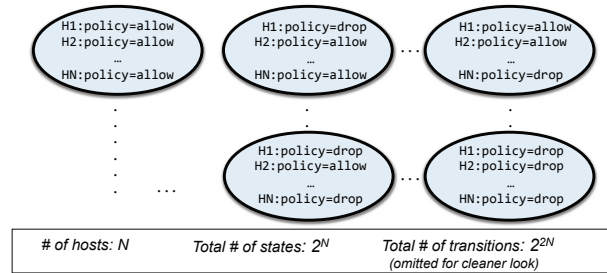 H1:policy=allow
H2:policy=allow
…
HN:policy=allow
H1:policy=drop
H2:policy=allow
…
HN:policy=allow
...
H1:policy=allow
H2:policy=allow
…
HN:policy=drop
...
H1:policy=drop
H2:policy=allow
…
HN:policy=drop
...
H1:policy=drop
H2:policy=drop
…
HN:policy=drop
# of hosts: N
Total # of states: 2^N
Total # of transitions: 2^2N
(omitted for cleaner look)